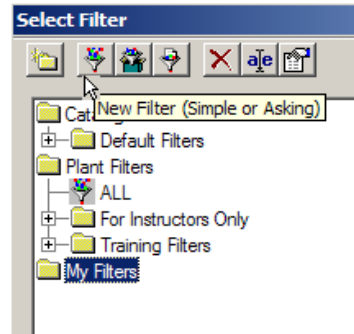 Select Filter
a e
New Filter (Simple or Asking)
Cat
Default Filters
Plant Filters
ALL
For Instructors Only
Training Filters
My Filters